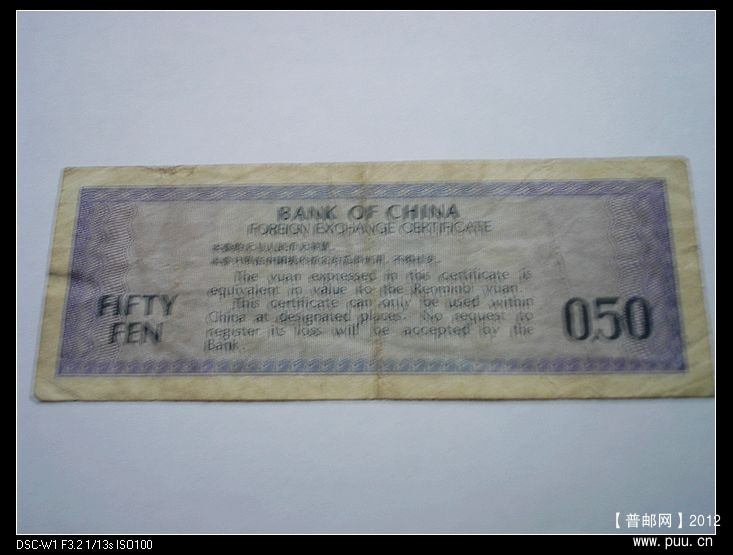 BANK OF CHINA
FOREIGN EXCHANGE CERTIFICATE
The yuan expressed in this certificate is
equivalent in value to the Renminbi yuan.
This certificate can only be used within
China at designated places. No request to
register its loss will be accepted by the
Bank.
FIFTY
FEN
0.50
【普邮网】2012
www.puu.cn
DSC-W1 F3.2 1/13s ISO100